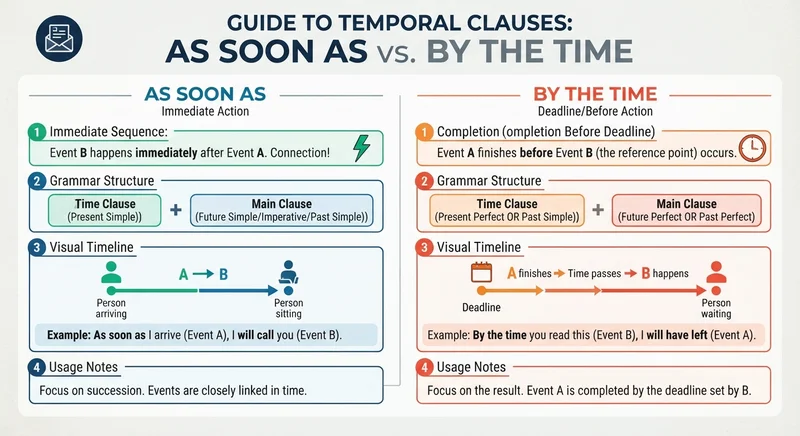 GUIDE TO TEMPORAL CLAUSES:
AS SOON AS vs. BY THE TIME
AS SOON AS
Immediate Action
1 Immediate Sequence:
Event B happens immediately after Event A. Connection!
2 Grammar Structure
Time Clause
(Present Simple))
+
Main Clause
(Future Simple/Imperative/Past Simple))
3 Visual Timeline
A → B
Person
arriving
Person
sitting
Example: As soon as I arrive (Event A), I will call you (Event B).
4 Usage Notes
Focus on succession. Events are closely linked in time.
BY THE TIME
Deadline/Before Action
1 Completion (ompletion Before Deadline)
Event A finishes before Event B (the reference point) occurs.
2 Grammar Structure
Time Clause
(Present Perfect OR Past Simple))
+
Main Clause
(Future Perfect OR Past Perfect)
3 Visual Timeline
A finishes → Time passes → B happens
Deadline
Person
waiting
Example: By the time you read this (Event B), I will have left (Event A).
4 Usage Notes
Focus on the result. Event A is completed by the deadline set by B.